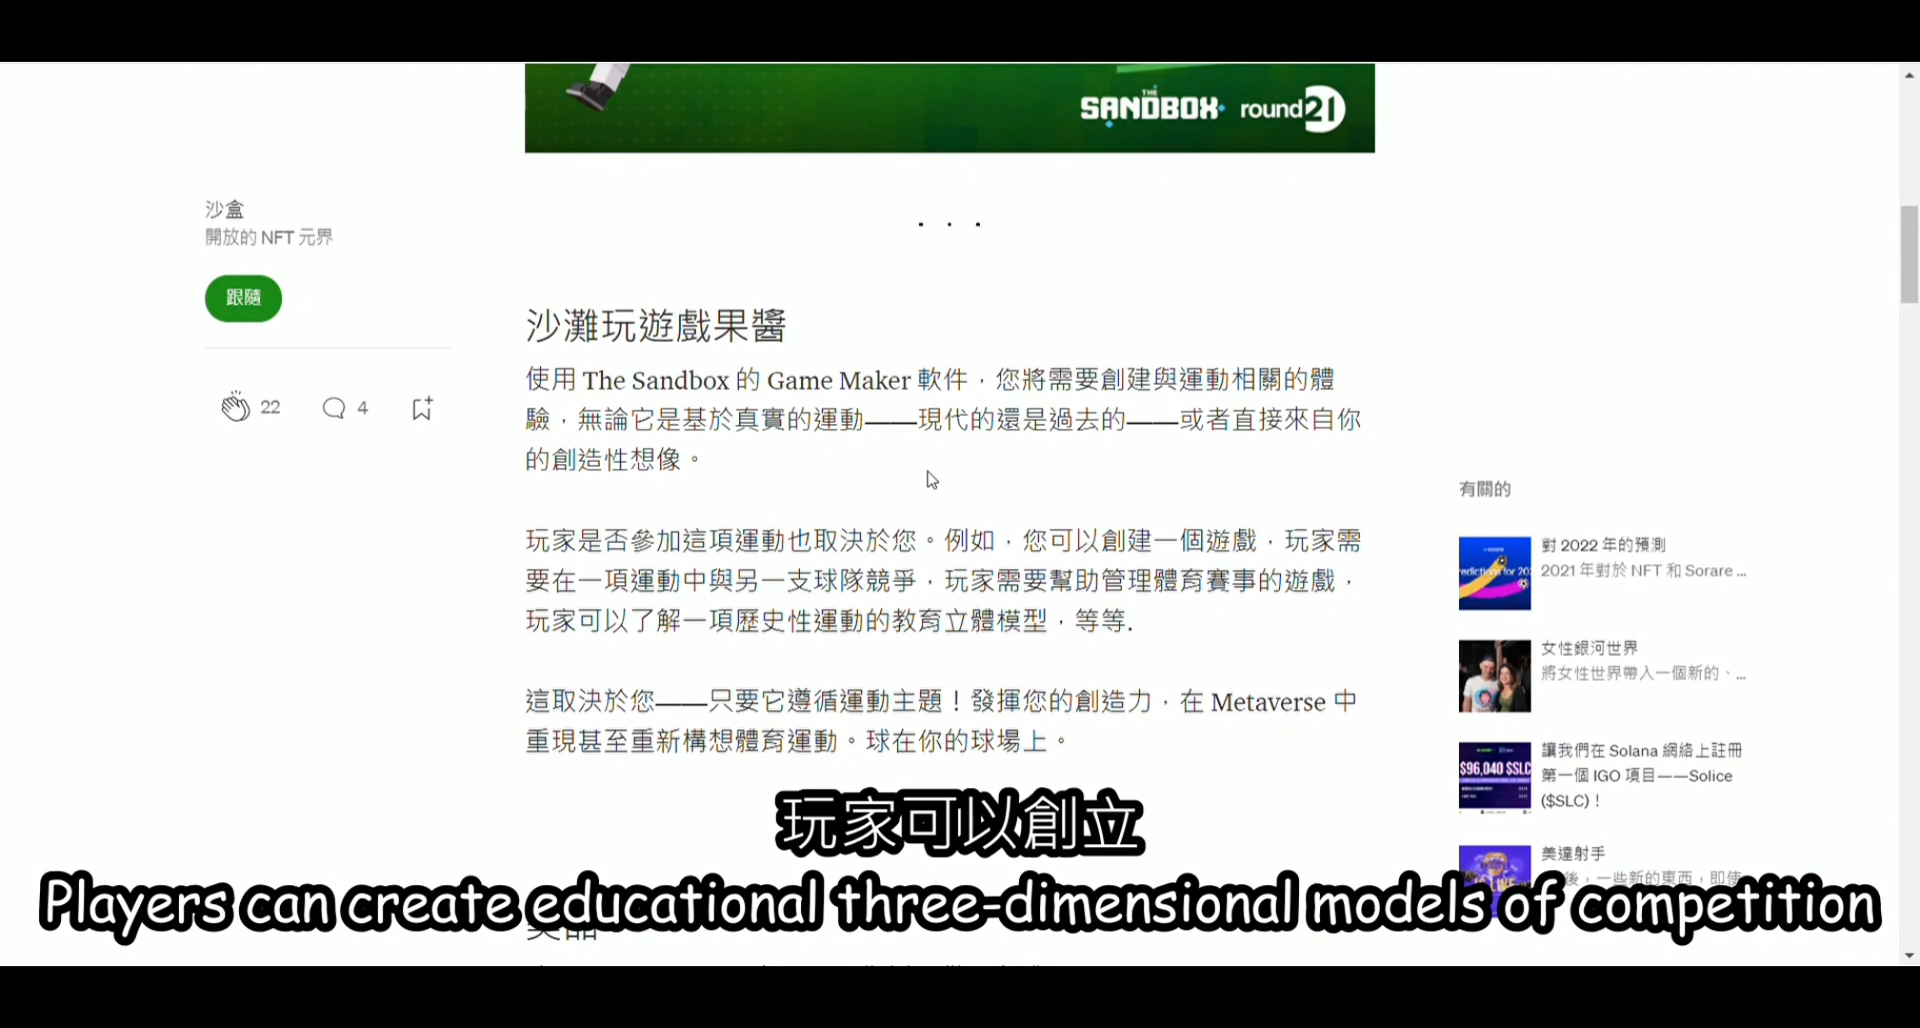 THE
SANDBOX
round21
沙盒
開放的 NFT 元界
跟隨
22
4
沙灘玩遊戲果醬
使用 The Sandbox 的 Game Maker 軟件，您將需要創建與運動相關的體
驗，無論它是基於真實的運動——現代的還是過去的——或者直接來自你
的創造性想像。
玩家是否參加這項運動也取決於您。例如，您可以創建一個遊戲，玩家需
要在一項運動中與另一支球隊競爭，玩家需要幫助管理體育賽事的遊戲，
玩家可以了解一項歷史性運動的教育立體模型，等等.
這取決於您——只要它遵循運動主題！發揮您的創造力，在 Metaverse 中
重現甚至重新構想體育運動。球在你的球場上。
有關的
對 2022 年的預測
2021 年對於 NFT 和 Sorare ...
女性銀河世界
將女性世界帶入一個新的、...
$96,040 $SLC
讓我們在 Solana 網絡上註冊
第一個 IGO 項目——Solice
($SLC)！
美達射手
後，一些新的東西，即使
玩家可以創立
Players can create educational three-dimensional models of competition